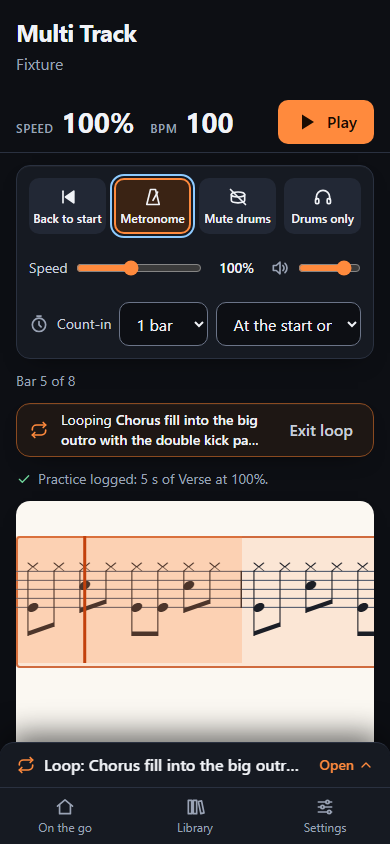 Multi Track
Fixture
SPEED 100% BPM 100
Play
Back to start
Metronome
Mute drums
Drums only
Speed
100%
Count-in
1 bar
At the start or
Bar 5 of 8
Looping Chorus fill into the big
outro with the double kick pa...
Exit loop
Practice logged: 5 s of Verse at 100%.
Loop: Chorus fill into the big outr...
Open
On the go
Library
Settings